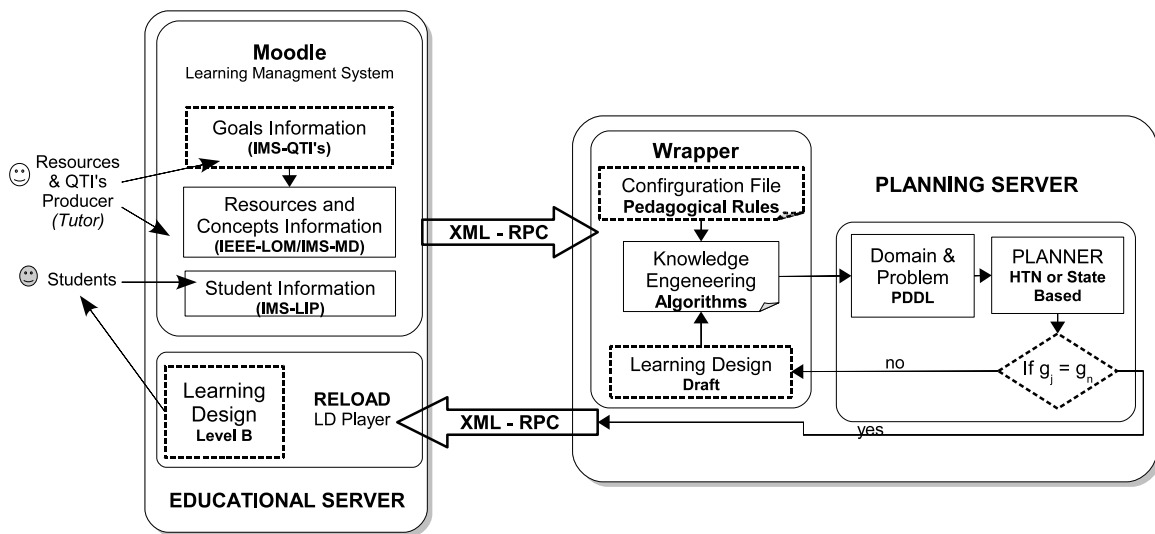 Moodle
Learning Managment System
Goals Information
(IMS-QTI's)
Resources
& QTI's
Producer
(Tutor)
Resources and
Concepts Information
(IEEE-LOM/IMS-MD)
Students
Student Information
(IMS-LIP)
Learning
Design
Level B
RELOAD
LD Player
EDUCATIONAL SERVER
XML - RPC
XML - RPC
Wrapper
Confirguration File
Pedagogical Rules
Knowledge
Engeneering
Algorithms
Learning Design
Draft
PLANNING SERVER
Domain &
Problem
PDDL
PLANNER
HTN or State
Based
If gj = gn
no
yes